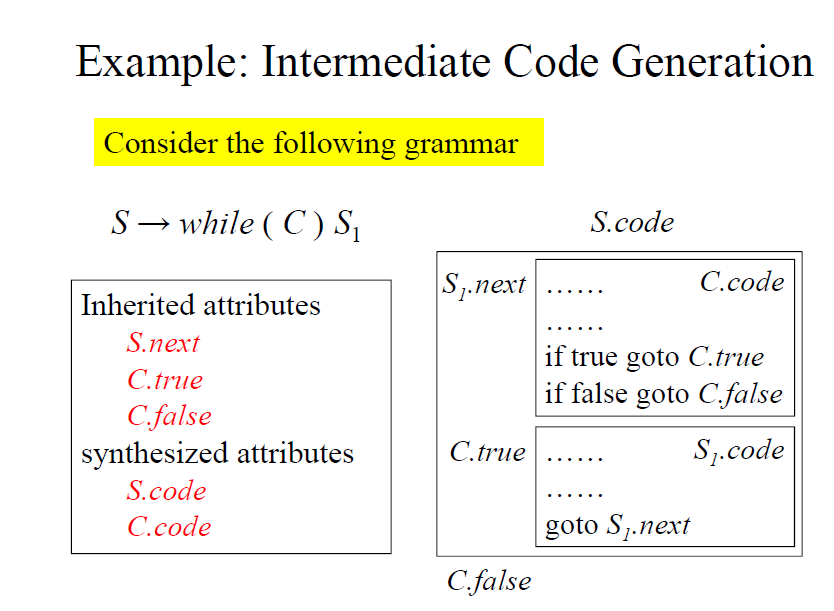 Example: Intermediate Code Generation
Consider the following grammar
S → while ( C ) S₁
Inherited attributes
S.next
C.true
C.false
synthesized attributes
S.code
C.code
S.code
S₁.next
...... C.code
......
if true goto C.true
if false goto C.false
C.true
...... S₁.code
......
goto S₁.next
C.false